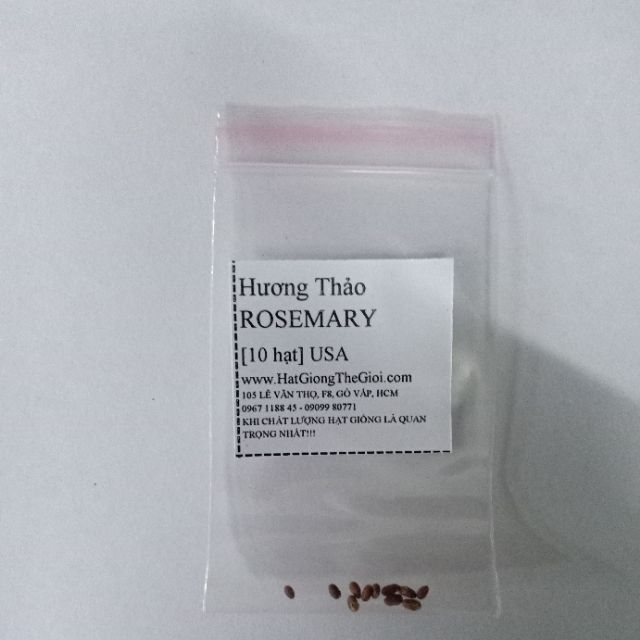 Hương Thảo
ROSEMARY
[10 hạt] USA
www.HatGiongTheGioi.com
105 LÊ VĂN THỌ, F8, GÒ VẤP, HCM
0967 1188 45 - 09099 80771
KHI CHẤT LƯỢNG HẠT GIỐNG LÀ QUAN
TRỌNG NHẤT!!!